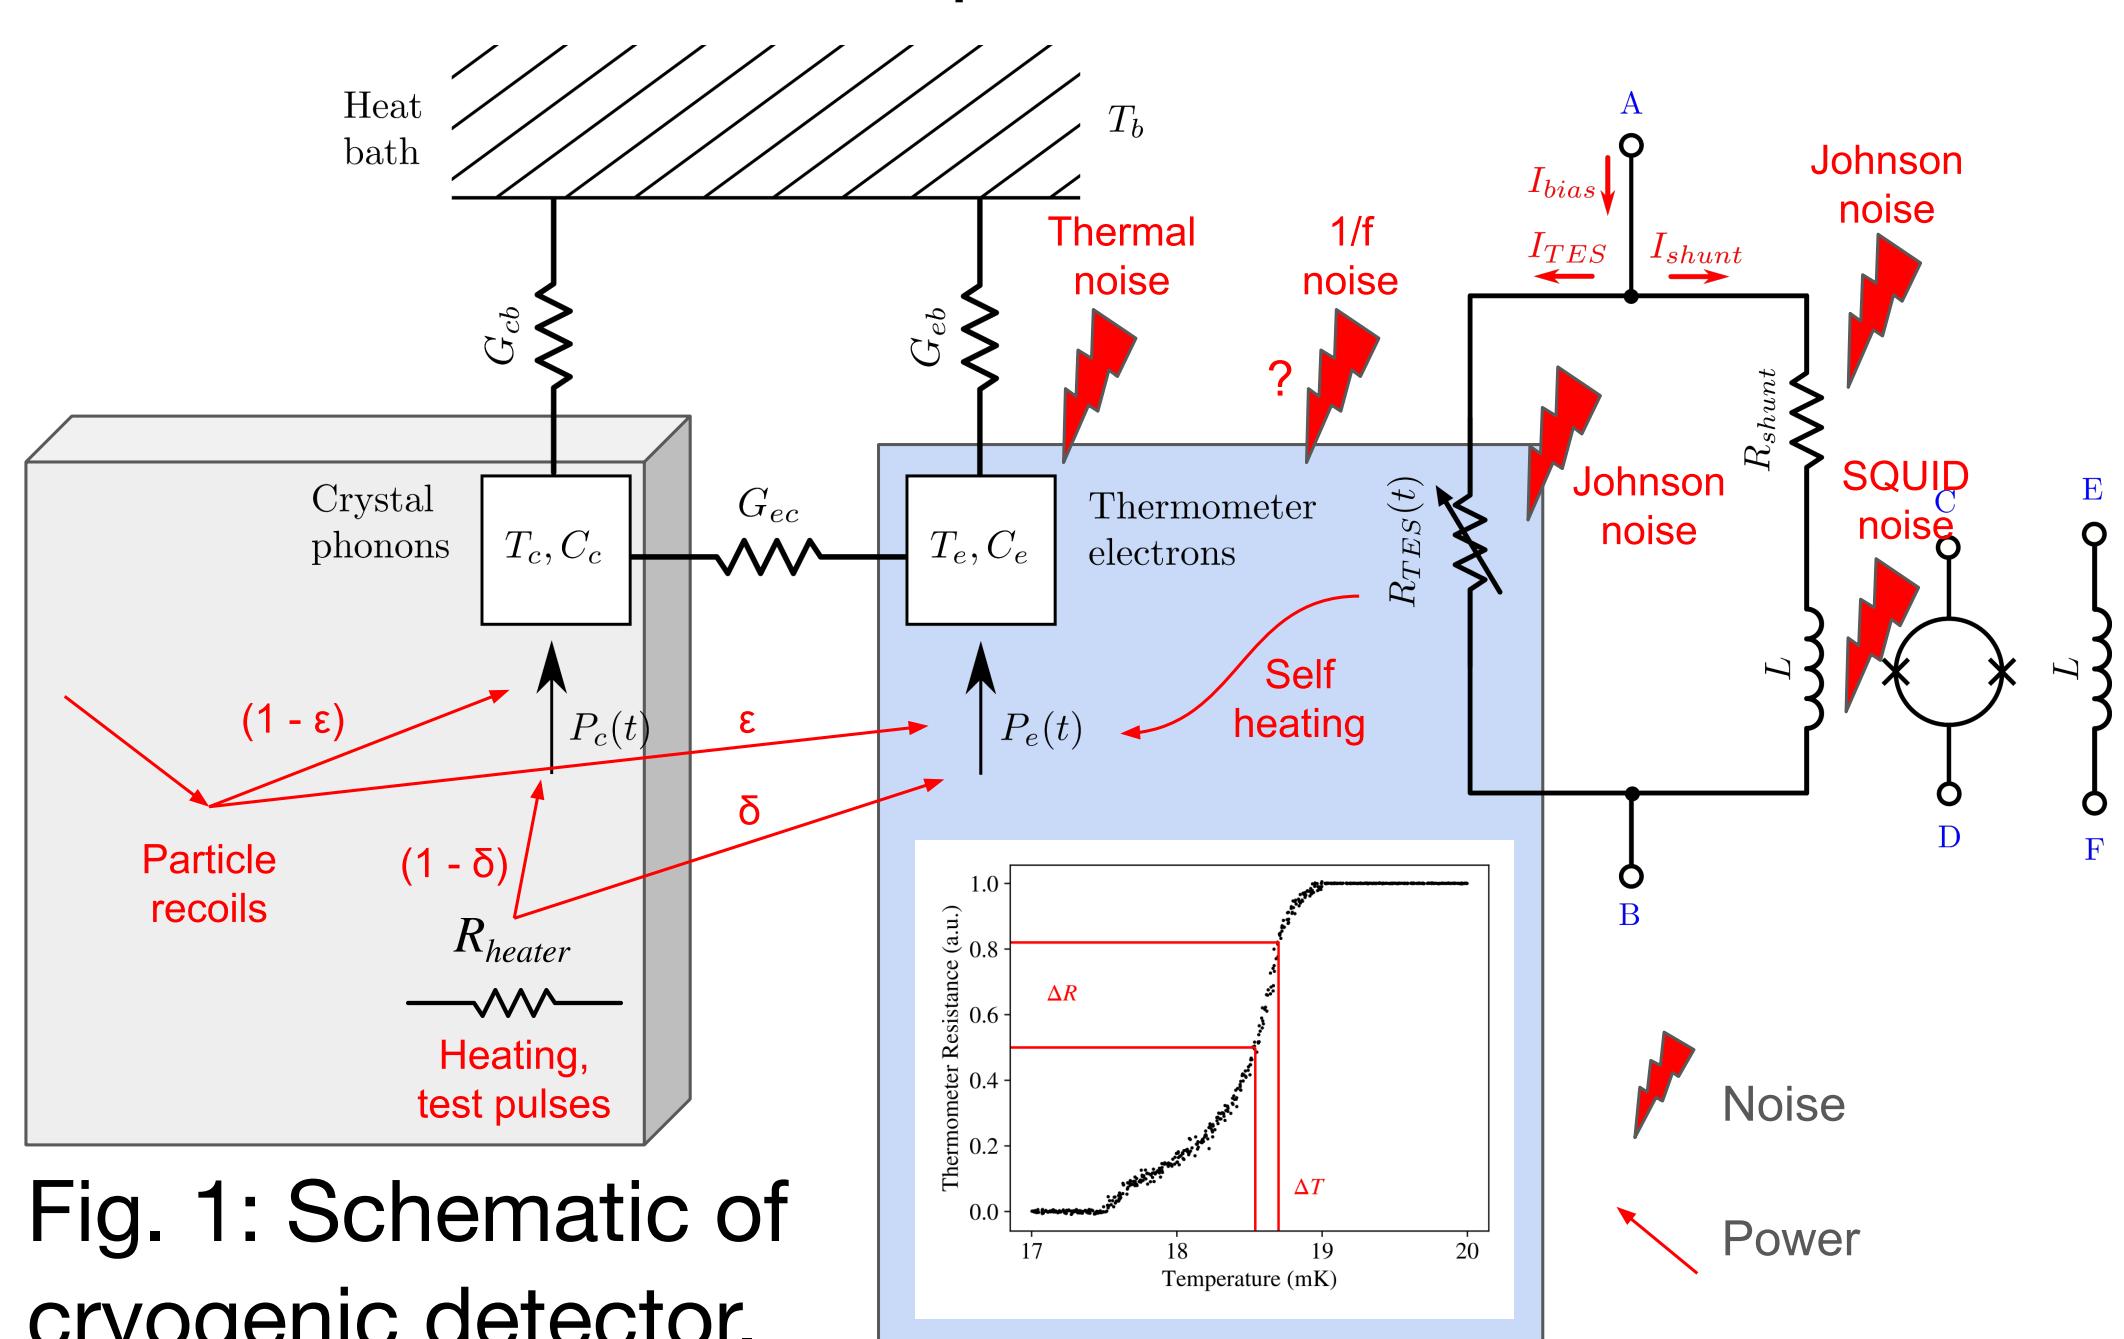 Heat
bath
T_b
A
I_bias
I_TES
I_shunt
Johnson
noise
Thermal
noise
1/f
noise
?
G_cb
G_eb
R_shunt
Crystal
phonons
T_c, C_c
G_ec
T_e, C_e
Thermometer
electrons
R_TES(t)
Johnson
noise
SQUID
noise
C
E
L
L
Self
heating
(1 - ε)
P_c(t)
ε
P_e(t)
δ
(1 - δ)
Particle
recoils
R_heater
Heating,
test pulses
D
F
B
Thermometer Resistance (a.u.)
1.0
0.8
0.6
0.4
0.2
0.0
ΔR
ΔT
17 18 19 20
Temperature (mK)
Noise
Power
Fig. 1: Schematic of
cryogenic detector.